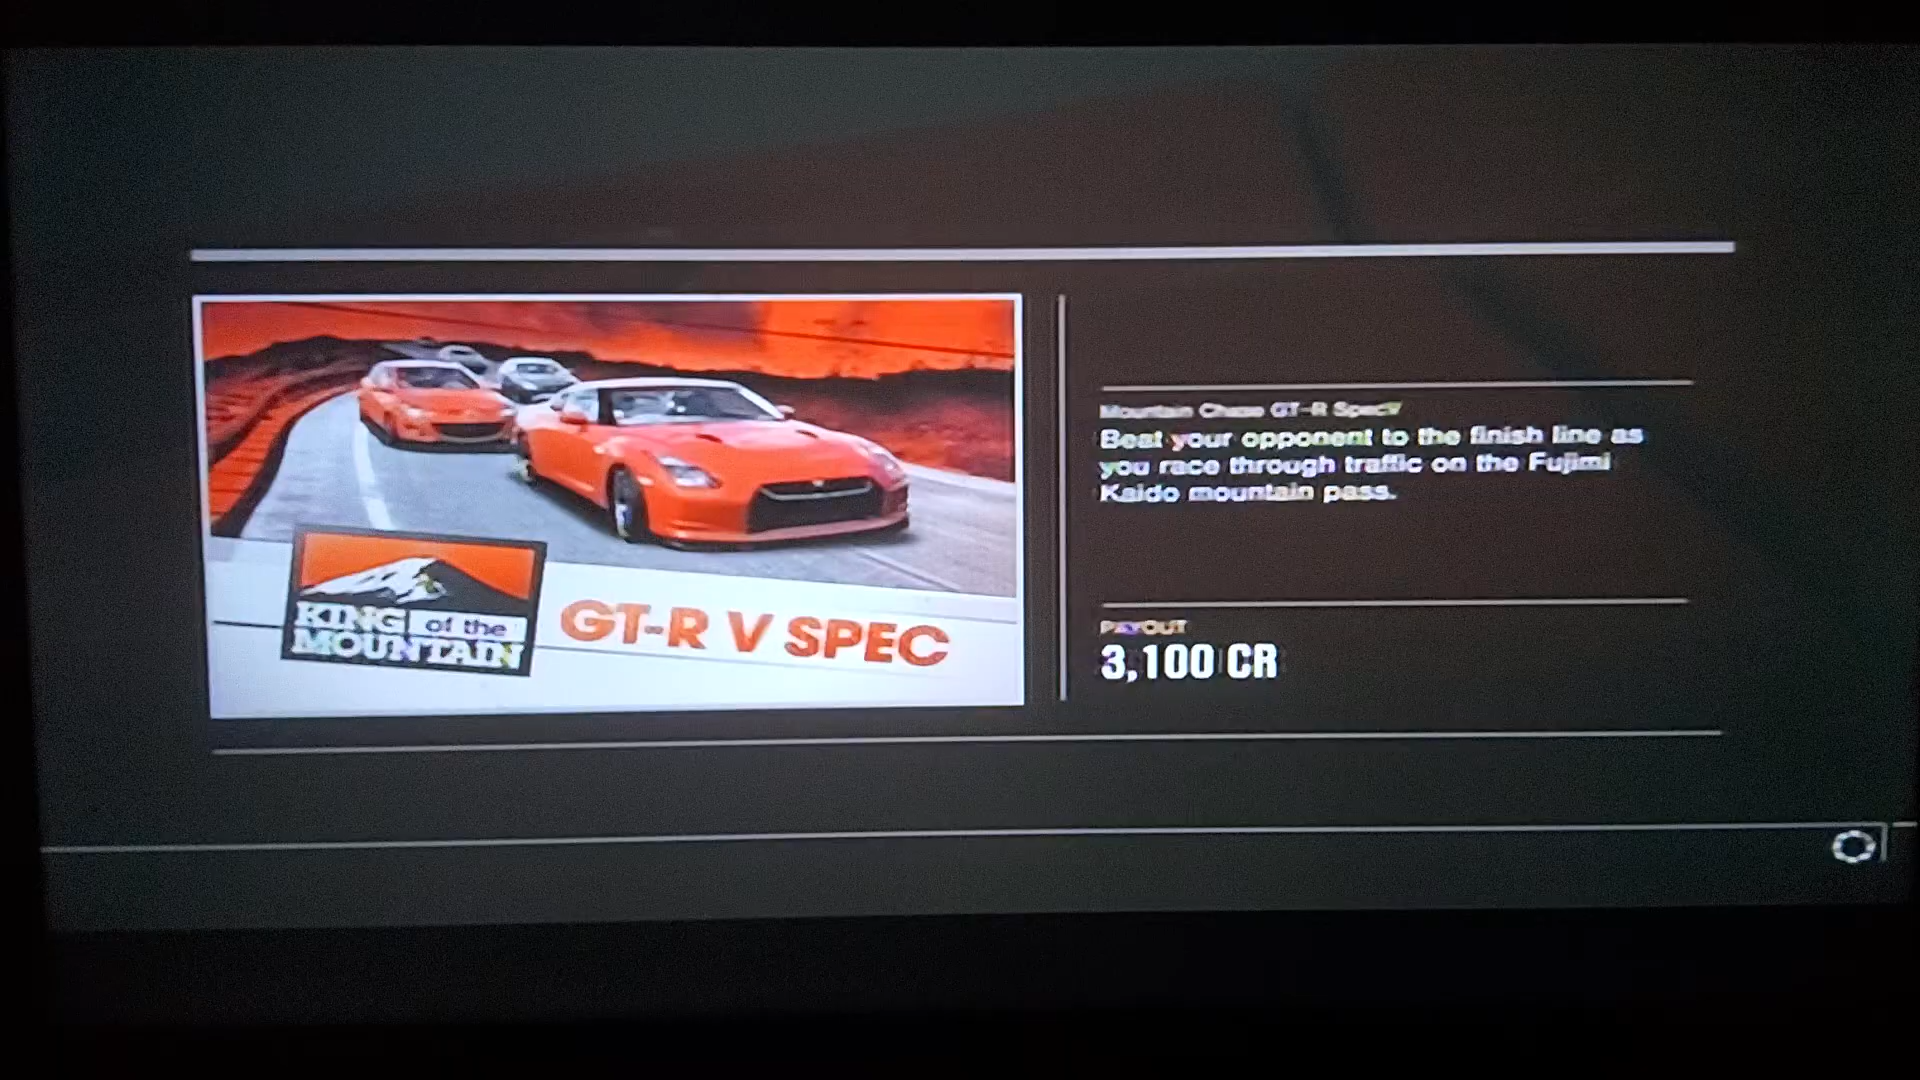 Mountain Chase GT-R SpecV
Beat your opponent to the finish line as
you race through traffic on the Fujimi
Kaido mountain pass.
KING of the
MOUNTAIN
GT-R V SPEC
PAYOUT
3,100 CR